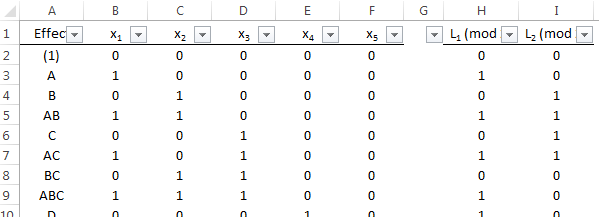 A B C D E F G H I
1 Effec x1 x2 x3 x4 x5 L1 (mod L2 (mod
2 (1) 0 0 0 0 0 0 0
3 A 1 0 0 0 0 1 0
4 B 0 1 0 0 0 0 1
5 AB 1 1 0 0 0 1 1
6 C 0 0 1 0 0 0 1
7 AC 1 0 1 0 0 1 1
8 BC 0 1 1 0 0 0 0
9 ABC 1 1 1 0 0 1 0
10 D 0 0 0 1 0 1 0